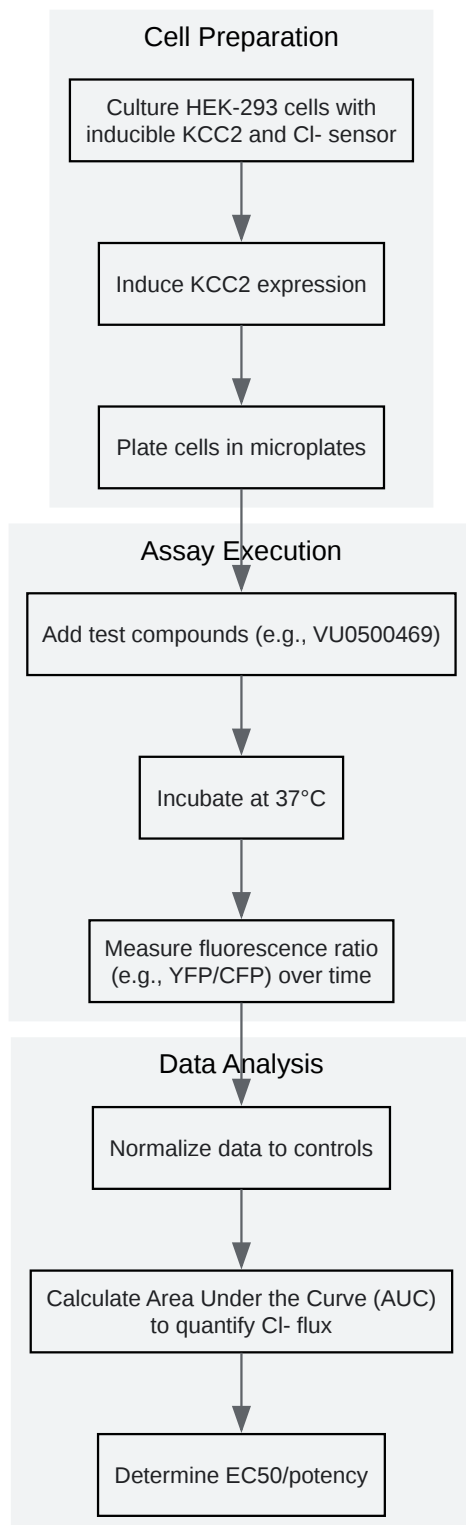 Cell Preparation
Culture HEK-293 cells with
inducible KCC2 and Cl- sensor
Induce KCC2 expression
Plate cells in microplates
Assay Execution
Add test compounds (e.g., VU0500469)
Incubate at 37°C
Measure fluorescence ratio
(e.g., YFP/CFP) over time
Data Analysis
Normalize data to controls
Calculate Area Under the Curve (AUC)
to quantify Cl- flux
Determine EC50/potency